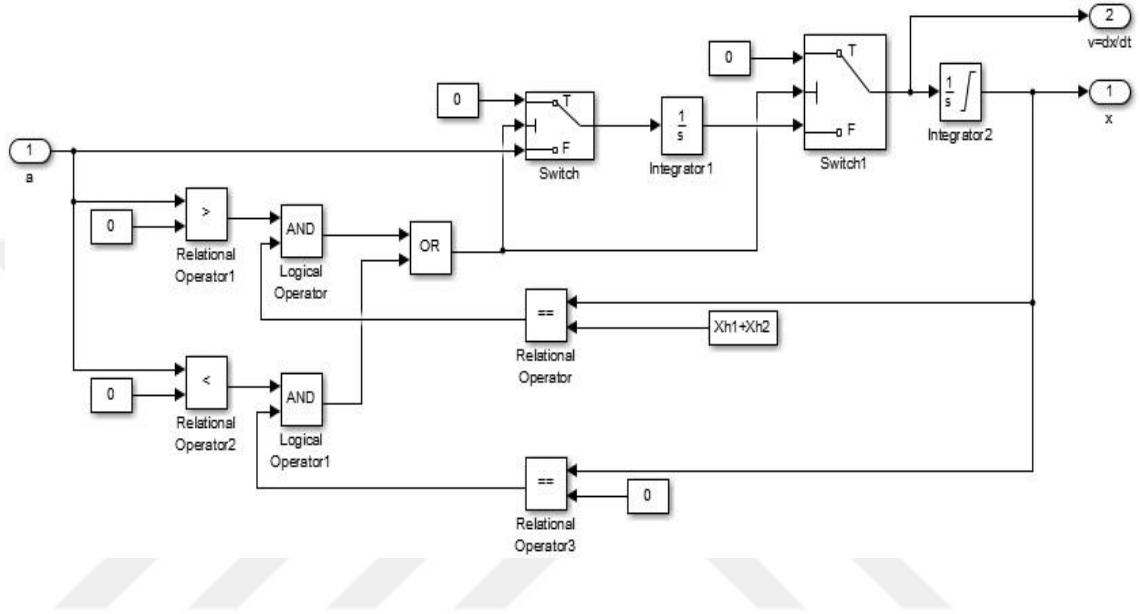 2
v=dx/dt
0
T
F
Switch1
1
s
Integrator2
1
x
0
T
F
Switch
1
s
Integrator1
1
a
0
>
Relational
Operator1
AND
Logical
Operator
OR
==
Relational
Operator
Xh1+Xh2
0
<
Relational
Operator2
AND
Logical
Operator1
==
Relational
Operator3
0